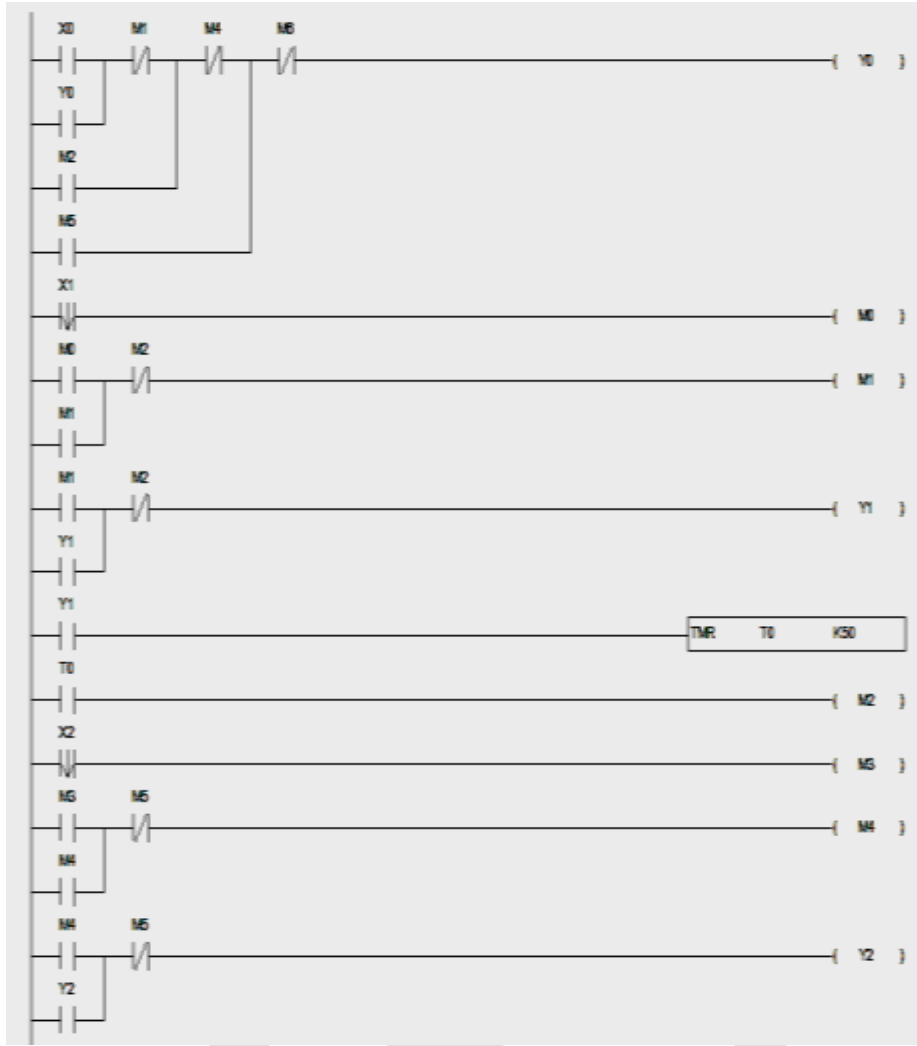 X0 M1 M4 M6
( Y0 )
Y0
M2
M5
X1
( M0 )
M0 M2
( M1 )
M1
M1 M2
( Y1 )
Y1
Y1
TMR T0 K50
T0
( M2 )
X2
( M3 )
M3 M5
( M4 )
M4
M4 M5
( Y2 )
Y2